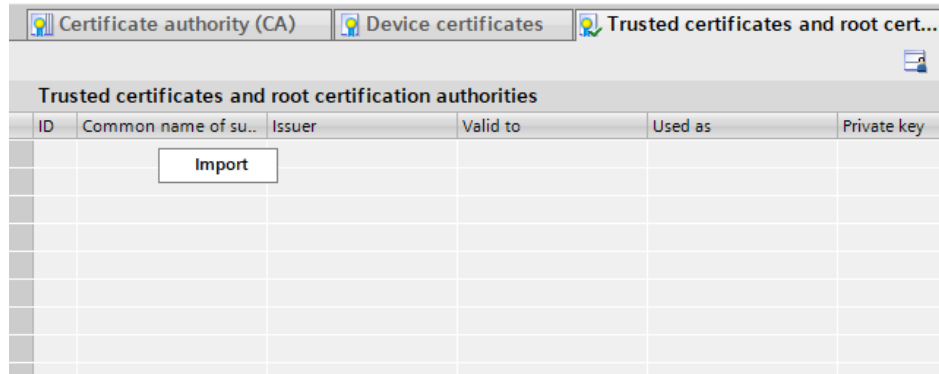 Certificate authority (CA) Device certificates Trusted certificates and root cert...
Trusted certificates and root certification authorities
ID Common name of su.. Issuer Valid to Used as Private key
Import